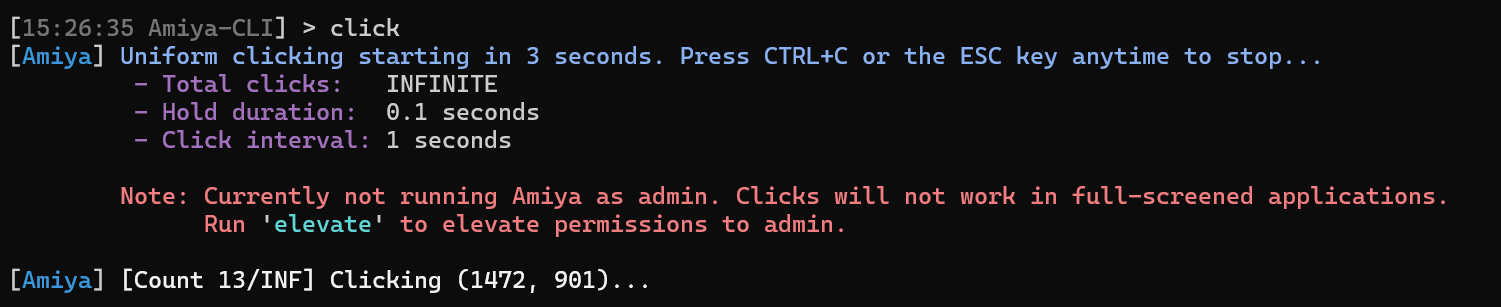 [15:26:35 Amiya-CLI] > click
[Amiya] Uniform clicking starting in 3 seconds. Press CTRL+C or the ESC key anytime to stop...
- Total clicks: INFINITE
- Hold duration: 0.1 seconds
- Click interval: 1 seconds
Note: Currently not running Amiya as admin. Clicks will not work in full-screened applications.
Run 'elevate' to elevate permissions to admin.
[Amiya] [Count 13/INF] Clicking (1472, 901)...